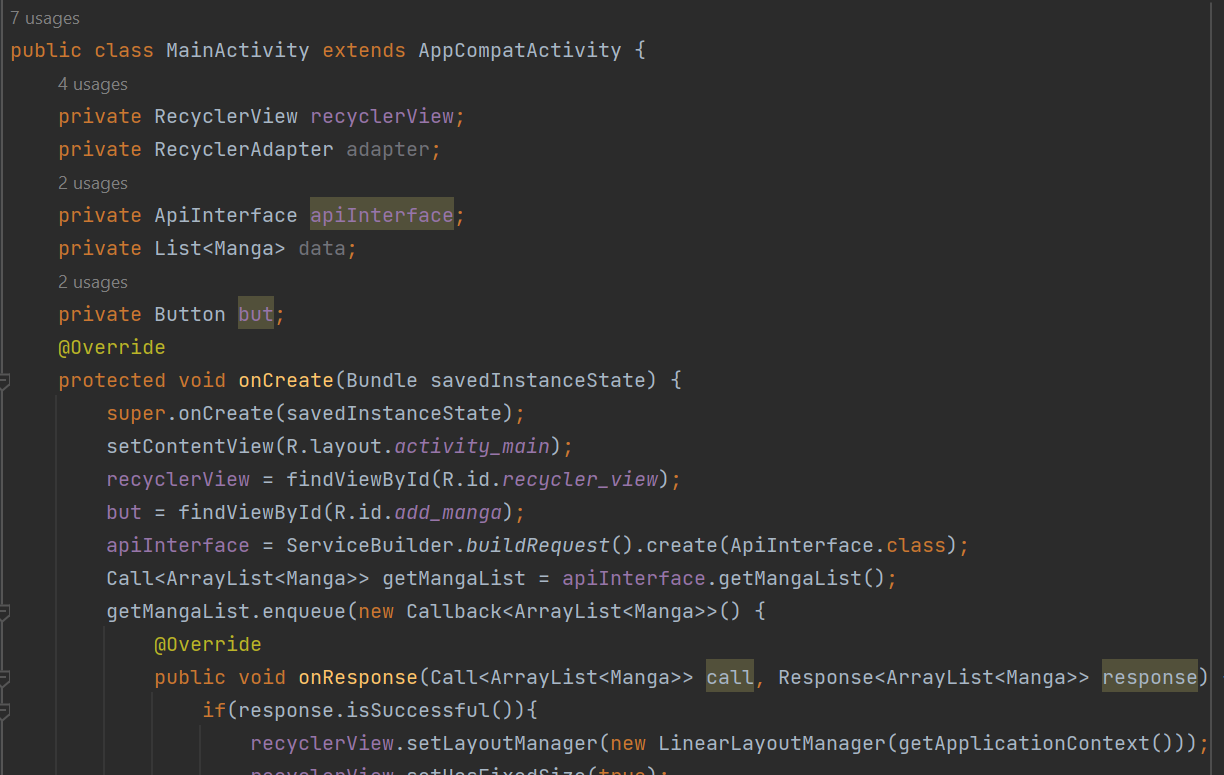 7 usages
public class MainActivity extends AppCompatActivity {
4 usages
private RecyclerView recyclerView;
private RecyclerAdapter adapter;
2 usages
private ApiInterface apiInterface;
private List<Manga> data;
2 usages
private Button but;
@Override
protected void onCreate(Bundle savedInstanceState) {
super.onCreate(savedInstanceState);
setContentView(R.layout.activity_main);
recyclerView = findViewById(R.id.recycler_view);
but = findViewById(R.id.add_manga);
apiInterface = ServiceBuilder.buildRequest().create(ApiInterface.class);
Call<ArrayList<Manga>> getMangaList = apiInterface.getMangaList();
getMangaList.enqueue(new Callback<ArrayList<Manga>>() {
@Override
public void onResponse(Call<ArrayList<Manga>> call, Response<ArrayList<Manga>> response)
if(response.isSuccessful()){
recyclerView.setLayoutManager(new LinearLayoutManager(getApplicationContext()));
recyclerView.setHasFixedSize(true);